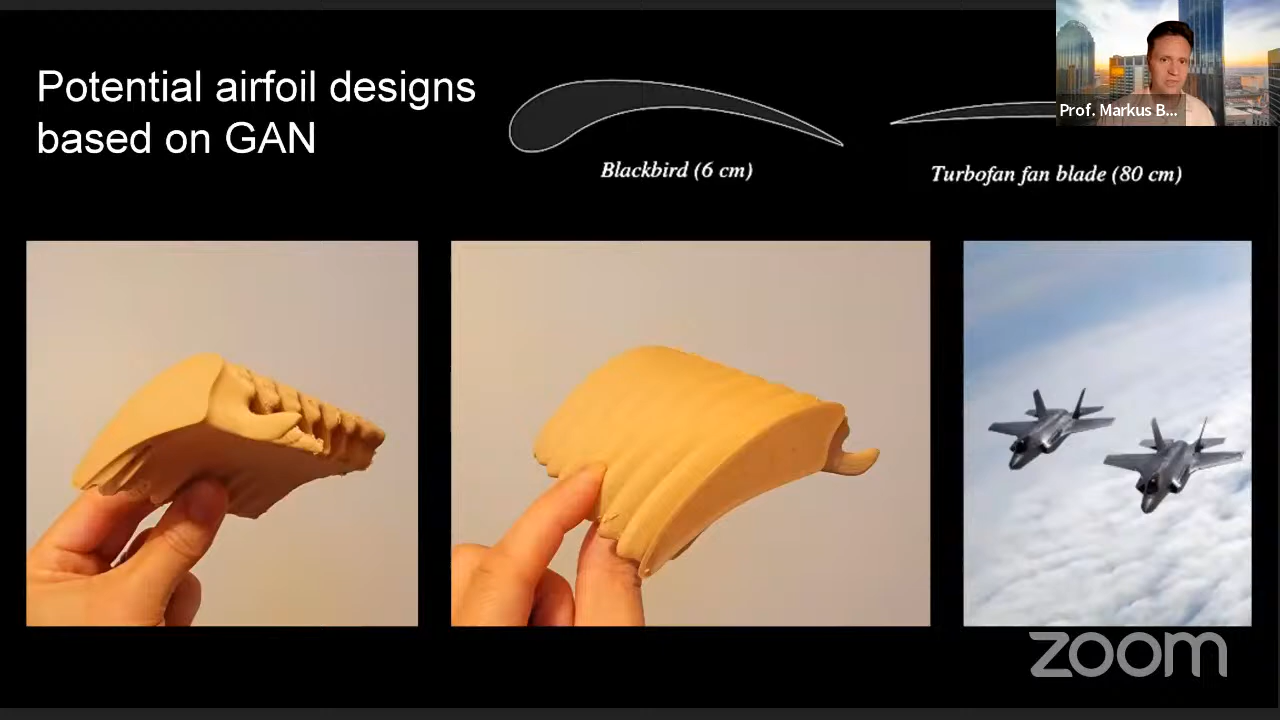 Potential airfoil designs
based on GAN
Blackbird (6 cm)
Turbofan fan blade (80 cm)
Prof. Markus B...
zoom